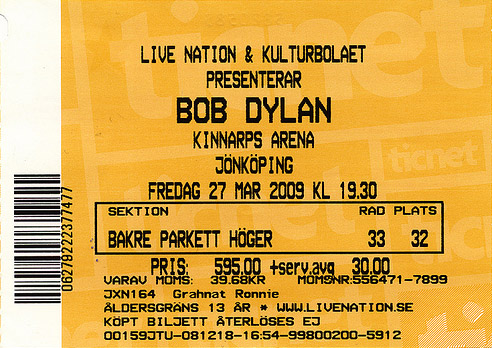 LIVE NATION & KULTURBOLAET
PRESENTERAR
BOB DYLAN
KINNARPS ARENA
JÖNKÖPING
FREDAG 27 MAR 2009 KL 19.30
SEKTION RAD PLATS
BAKRE PARKETT HÖGER 33 32
PRIS: 595.00 +serv.avg 30.00
VARAV MOMS: 39.68KR MOMSNR:556471-7899
JXN164 Grahnat Ronnie
ÅLDERSGRÄNS 13 ÅR * WWW.LIVENATION.SE
KÖPT BILJETT ÅTERLÖSES EJ
00159JTU-081218-16:54-99800200-5912
06279222377477
ticnet